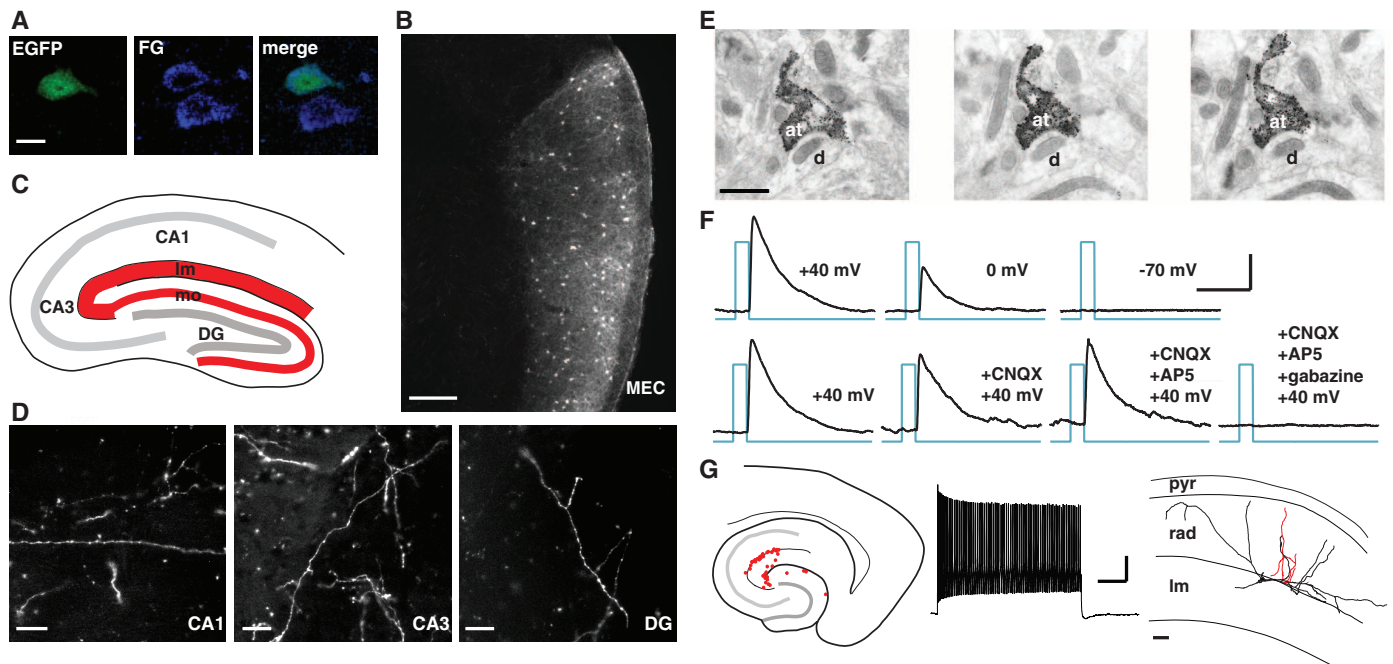 A
EGFP
FG
merge
B
MEC
C
CA1
lm
mo
CA3
DG
D
CA1
CA3
DG
E
at
d
at
d
at
d
F
+40 mV
0 mV
-70 mV
+40 mV
+CNQX
+40 mV
+CNQX
+AP5
+40 mV
+CNQX
+AP5
+gabazine
+40 mV
G
pyr
rad
lm